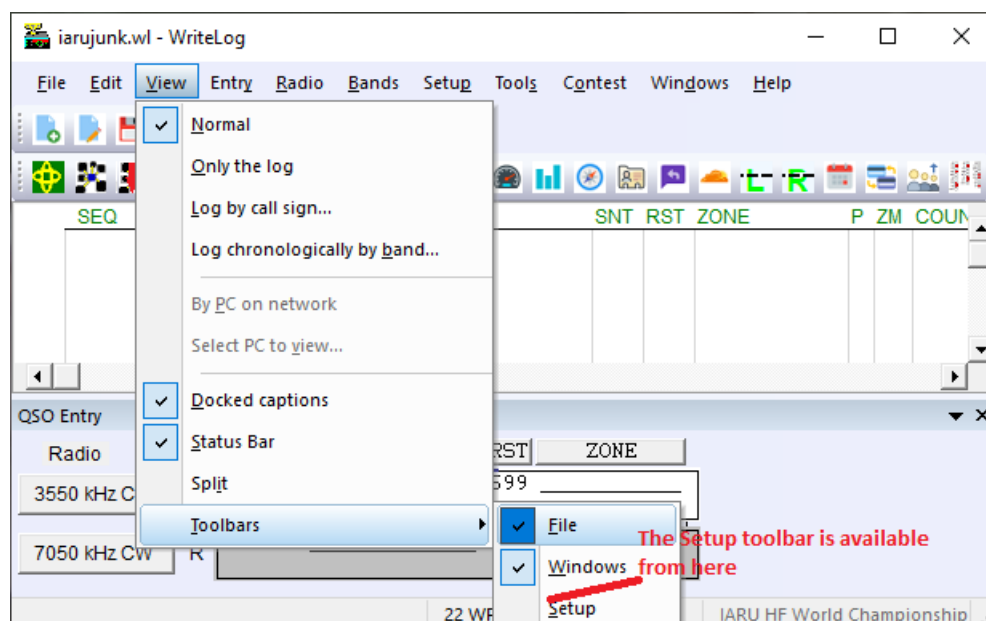 iarujunk.wl - WriteLog
File Edit View Entry Radio Bands Setup Tools Contest Windows Help
Normal
Only the log
Log by call sign...
Log chronologically by band...
By PC on network
Select PC to view...
Docked captions
Status Bar
Split
Toolbars
File
Windows
Setup
The Setup toolbar is available
from here
L R
SEQ SNT RST ZONE P ZM COUN
QSO Entry
Radio RST ZONE
3550 kHz C 599
7050 kHz CW R
22 WP IARU HF World Championship